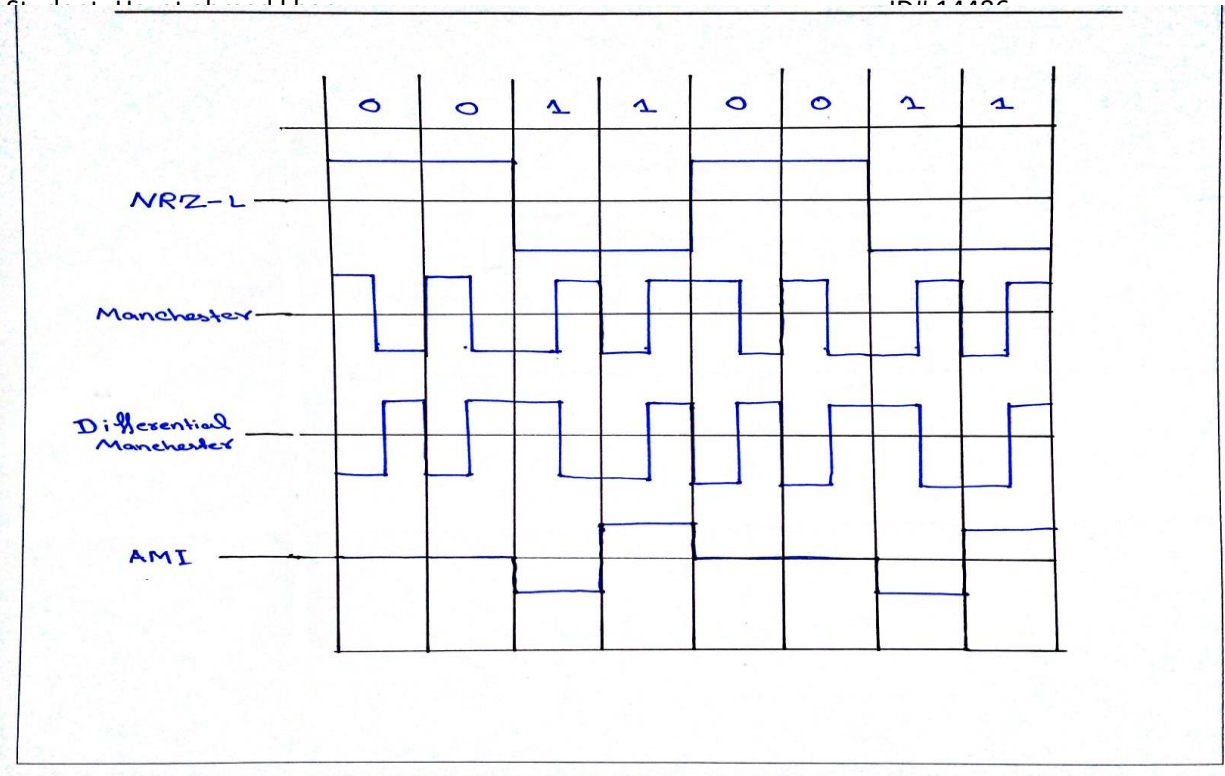 0 0 1 1 0 0 1 1
NRZ-L
Manchester
Differential
Manchester
AMI